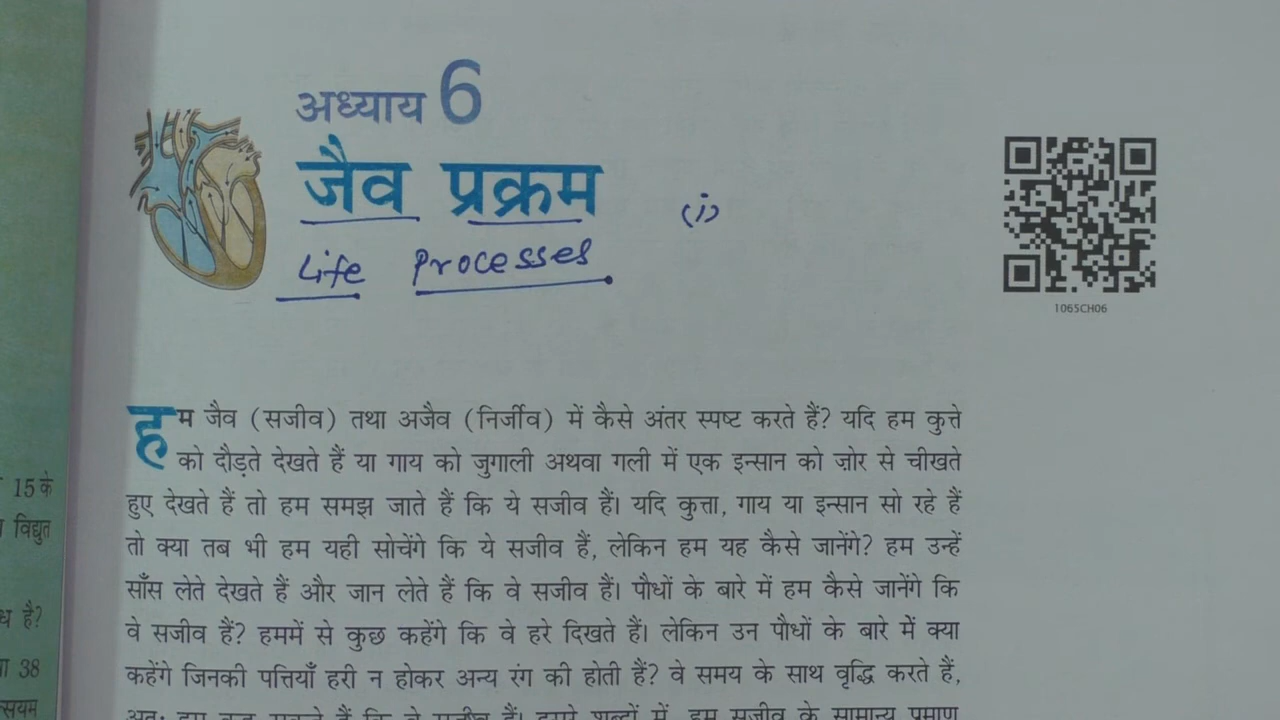 अध्याय 6
जैव प्रक्रम
(i)
Life Processes
1065CH06
हम जैव (सजीव) तथा अजैव (निर्जीव) में कैसे अंतर स्पष्ट करते हैं? यदि हम कुत्ते
को दौड़ते देखते हैं या गाय को जुगाली अथवा गली में एक इन्सान को जोर से चीखते
हुए देखते हैं तो हम समझ जाते हैं कि ये सजीव हैं। यदि कुत्ता, गाय या इन्सान सो रहे हैं
तो क्या तब भी हम यही सोचेंगे कि ये सजीव हैं, लेकिन हम यह कैसे जानेंगे? हम उन्हें
साँस लेते देखते हैं और जान लेते हैं कि वे सजीव हैं। पौधों के बारे में हम कैसे जानेंगे कि
वे सजीव हैं? हममें से कुछ कहेंगे कि वे हरे दिखते हैं। लेकिन उन पौधों के बारे में क्या
कहेंगे जिनकी पत्तियाँ हरी न होकर अन्य रंग की होती हैं? वे समय के साथ वृद्धि करते हैं,
15 के
विद्युत
है?
38